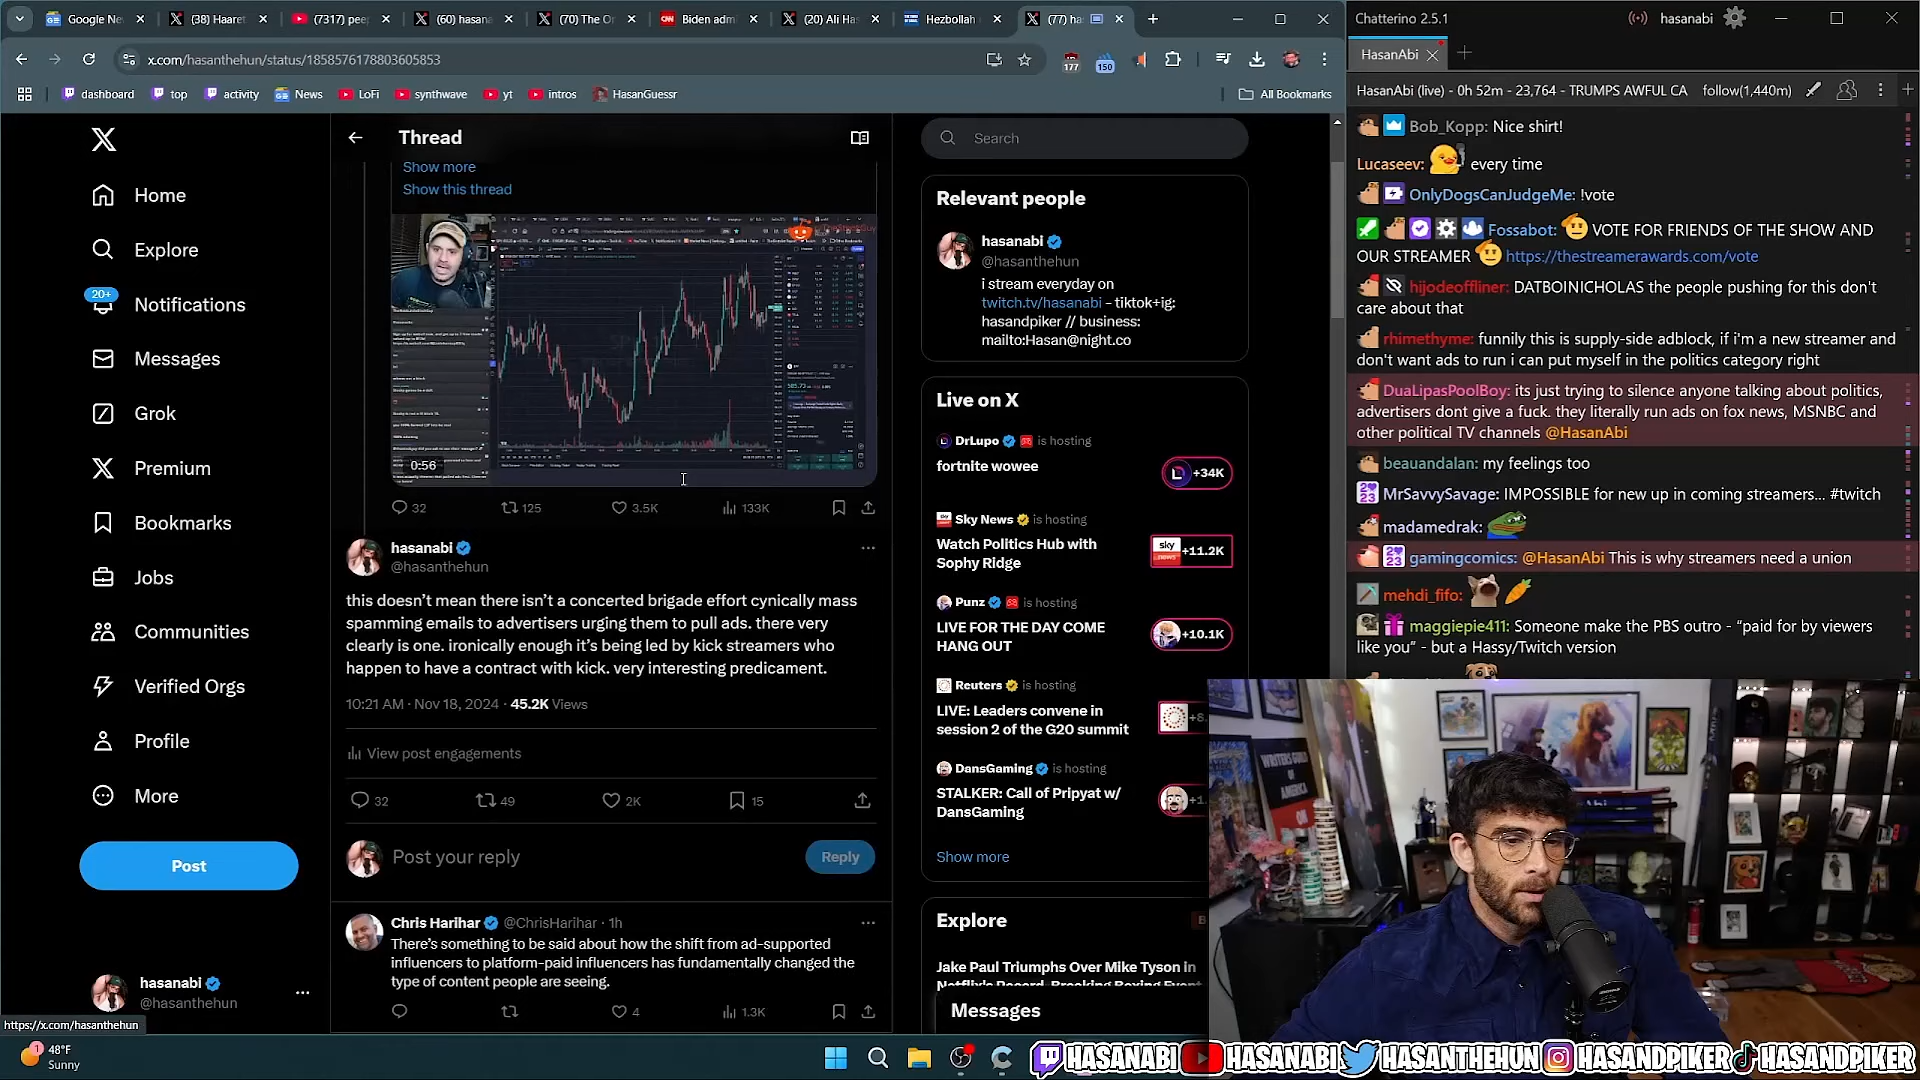 Google Ne
(38) Haaret
(7317) pee
(60) hasana
(70) The On
CNN
Biden adm
(20) Ali Has
Hezbollah
(77) ha
x.com/hasanthehun/status/1858576178803605853
177
150
dashboard
top
activity
News
LoFi
synthwave
yt
intros
HasanGuessr
All Bookmarks
Home
Explore
20+
Notifications
Messages
Grok
Premium
Bookmarks
Jobs
Communities
Verified Orgs
Profile
More
Post
hasanabi
@hasanthehun
https://x.com/hasanthehun
Thread
Show more
Show this thread
0:56
32
125
3.5K
133K
hasanabi
@hasanthehun
this doesn’t mean there isn’t a concerted brigade effort cynically mass
spamming emails to advertisers urging them to pull ads. there very
clearly is one. ironically enough it’s being led by kick streamers who
happen to have a contract with kick. very interesting predicament.
10:21 AM · Nov 18, 2024 · 45.2K Views
View post engagements
32
49
2K
15
Post your reply
Reply
Chris Harihar @ChrisHarihar · 1h
There’s something to be said about how the shift from ad-supported
influencers to platform-paid influencers has fundamentally changed the
type of content people are seeing.
4
1.3K
Search
Relevant people
hasanabi
@hasanthehun
i stream everyday on
twitch.tv/hasanabi - tiktok+ig:
hasandpiker // business:
mailto:Hasan@night.co
Live on X
DrLupo is hosting
fortnite wowee
+34K
Sky News is hosting
Watch Politics Hub with
Sophy Ridge
sky
news
+11.2K
Punz is hosting
LIVE FOR THE DAY COME
HANG OUT
+10.1K
Reuters is hosting
LIVE: Leaders convene in
session 2 of the G20 summit
+8.
DansGaming is hosting
STALKER: Call of Pripyat w/
DansGaming
+1
Show more
Explore
Jake Paul Triumphs Over Mike Tyson in
Messages
Chatterino 2.5.1
hasanabi
HasanAbi
HasanAbi (live) - 0h 52m - 23,764 - TRUMPS AWFUL CA
follow(1,440m)
Bob_Kopp: Nice shirt!
Lucaseev: every time
OnlyDogsCanJudgeMe: !vote
Fossabot: VOTE FOR FRIENDS OF THE SHOW AND
OUR STREAMER https://thestreamerawards.com/vote
hijodeoffliner: DATBOINICHOLAS the people pushing for this don't
care about that
rhimethyme: funnily this is supply-side adblock, if i'm a new streamer and
don't want ads to run i can put myself in the politics category right
DuaLipasPoolBoy: its just trying to silence anyone talking about politics,
advertisers dont give a fuck. they literally run ads on fox news, MSNBC and
other political TV channels @HasanAbi
beauandalan: my feelings too
MrSavvySavage: IMPOSSIBLE for new up in coming streamers... #twitch
madamedrak:
gamingcomics: @HasanAbi This is why streamers need a union
mehdi_fifo:
maggiepie411: Someone make the PBS outro - “paid for by viewers
like you” - but a Hassy/Twitch version
WRITERS GUILD
OF
AMERICA
1
48°F
Sunny
HASANABI
HASANABI
HASANTHEHUN
HASANDPIKER
HASANDPIKER